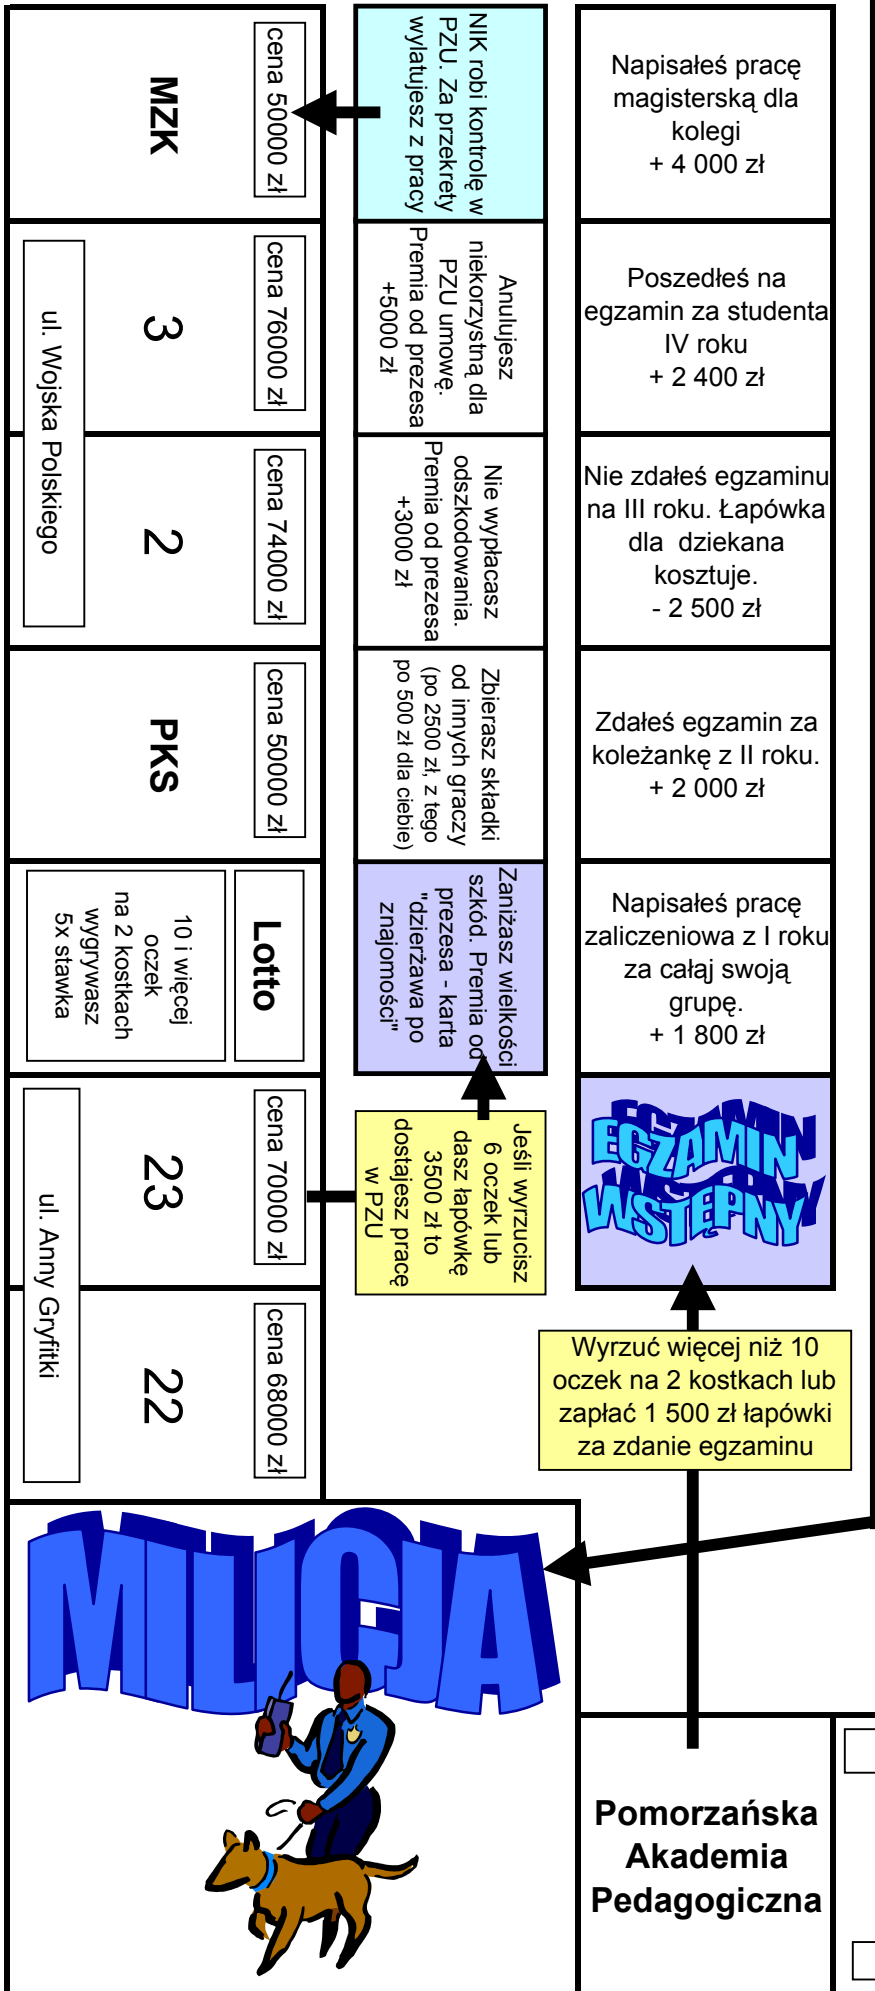 MZK
cena 50000 zł
3
cena 76000 zł
2
cena 74000 zł
ul. Wojska Polskiego
PKS
cena 50000 zł
Lotto
10 i więcej
oczek
na 2 kostkach
wygrywasz
5x stawka
23
cena 70000 zł
22
cena 68000 zł
ul. Anny Gryfitki
NIK robi kontrolę w
PZU. Za przekręty
wylatujesz z pracy
Anulujesz
niekorzystną dla
PZU umowę.
Premia od prezesa
+5000 zł
Nie wypłacasz
odszkodowania.
Premia od prezesa
+3000 zł
Zbierasz składki
od innych graczy
(po 2500 zł, z tego
po 500 zł dla ciebie)
Zaniżasz wielkości
szkód. Premia od
prezesa - karta
"dzierżawa po
znajomości"
Jeśli wyrzucisz
6 oczek lub
dasz łapówkę
3500 zł to
dostajesz pracę
w PZU
Napisałeś pracę
magisterską dla
kolegi
+ 4 000 zł
Poszedłeś na
egzamin za studenta
IV roku
+ 2 400 zł
Nie zdałeś egzaminu
na III roku. Łapówka
dla dziekana
kosztuje.
- 2 500 zł
Zdałeś egzamin za
koleżankę z II roku.
+ 2 000 zł
Napisałeś pracę
zaliczeniowa z I roku
za całąj swoją
grupę.
+ 1 800 zł
EGZAMIN
WSTĘPNY
Wyrzuć więcej niż 10
oczek na 2 kostkach lub
zapłać 1 500 zł łapówki
za zdanie egzaminu
MILICJA
Pomorzańska
Akademia
Pedagogiczna